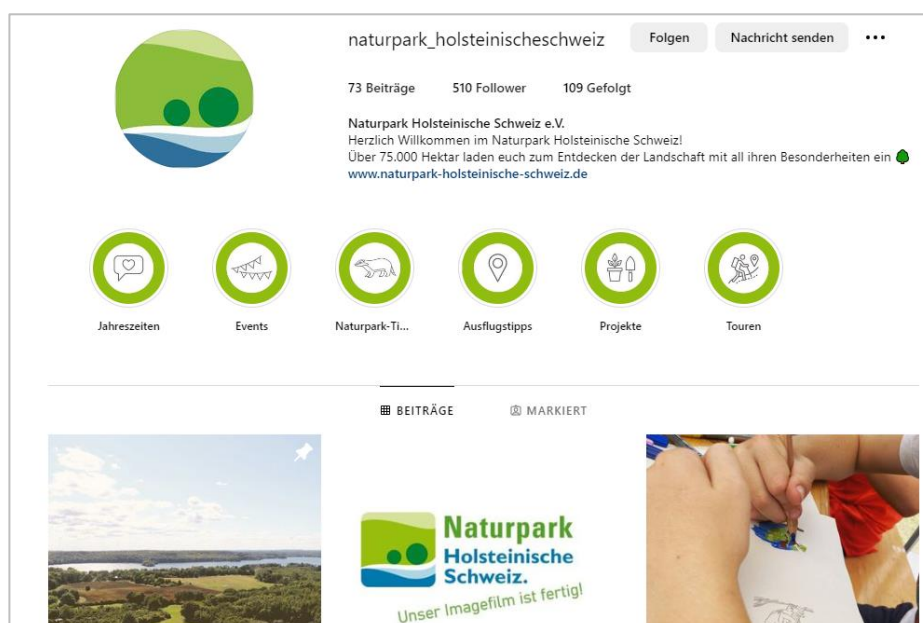 naturpark_holsteinischeschweiz Folgen Nachricht senden
73 Beiträge 510 Follower 109 Gefolgt
Naturpark Holsteinische Schweiz e.V.
Herzlich Willkommen im Naturpark Holsteinische Schweiz!
Über 75.000 Hektar laden euch zum Entdecken der Landschaft mit all ihren Besonderheiten ein
www.naturpark-holsteinische-schweiz.de
Jahreszeiten Events Naturpark-Ti... Ausflugstipps Projekte Touren
BEITRÄGE MARKIERT
Naturpark
Holsteinische
Schweiz.
Unser Imagefilm ist fertig!